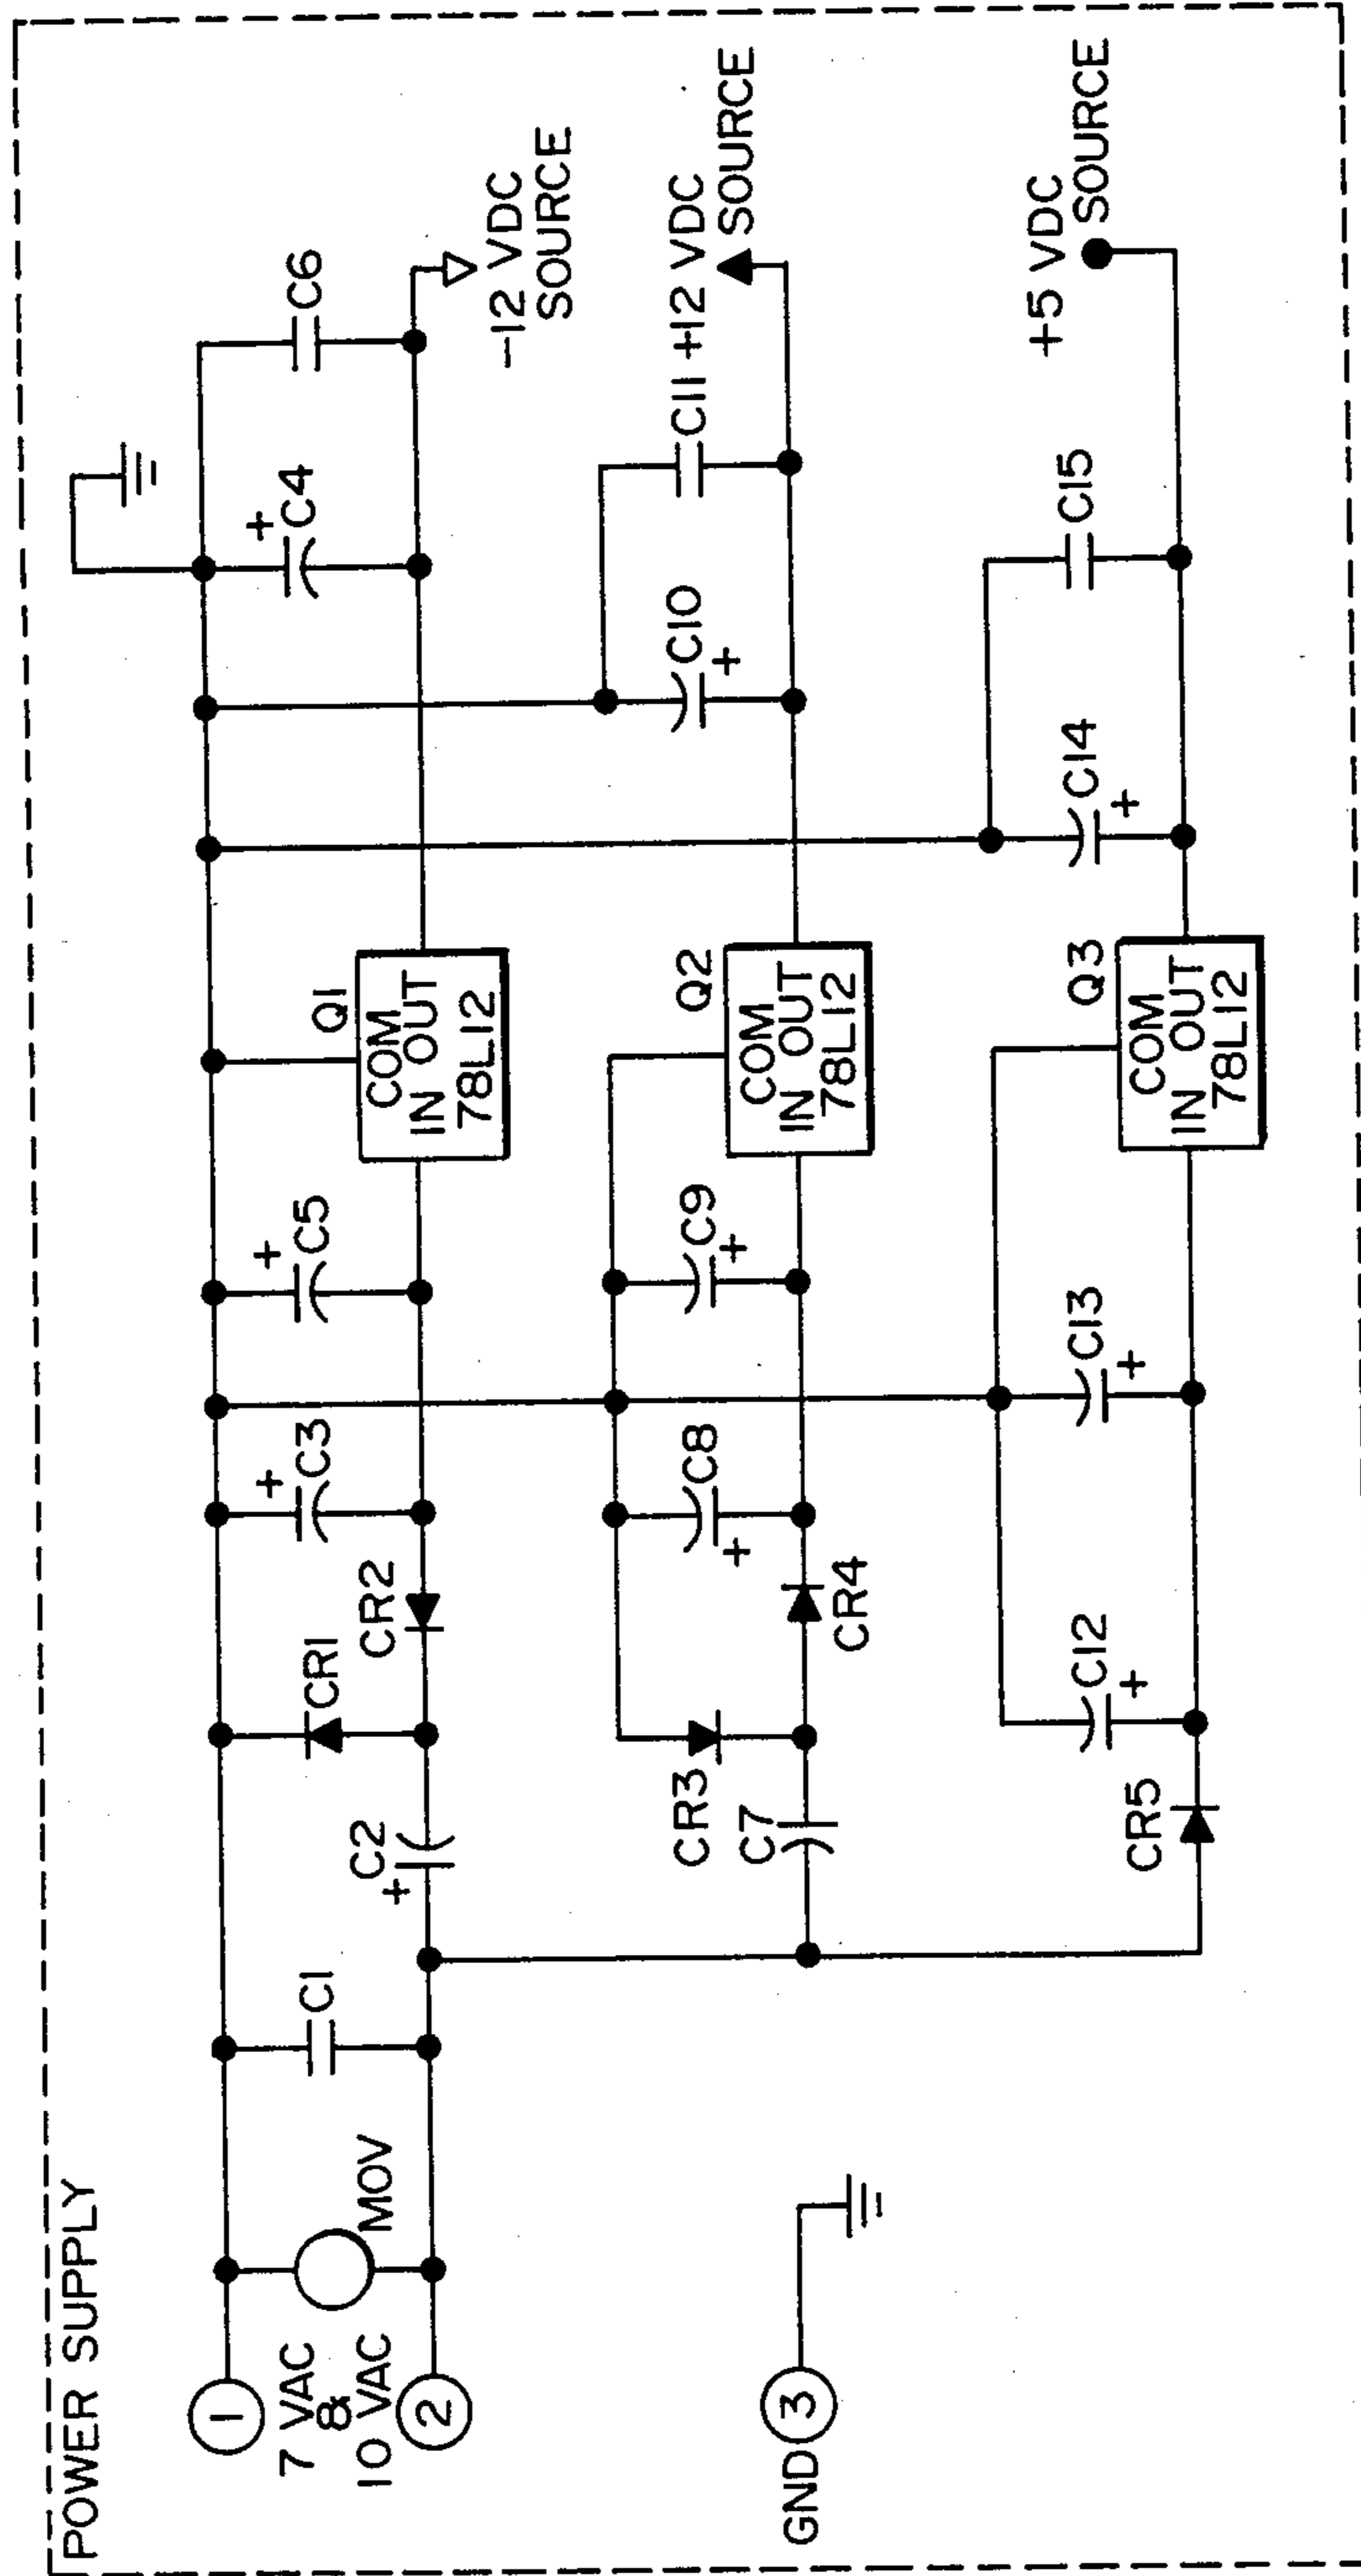 POWER SUPPLY
1
7 VAC
&
10 VAC
2
MOV
C1
C2
+
CR1
CR2
C3
+
C5
+
Q1
COM
IN OUT
78L12
C4
+
C6
-12 VDC
SOURCE
CR3
C7
CR4
C8
+
C9
+
Q2
COM
IN OUT
78L12
C10
+
C11
+12 VDC
SOURCE
CR5
C12
+
C13
+
Q3
COM
IN OUT
78L12
C14
+
C15
+5 VDC
SOURCE
GND 3